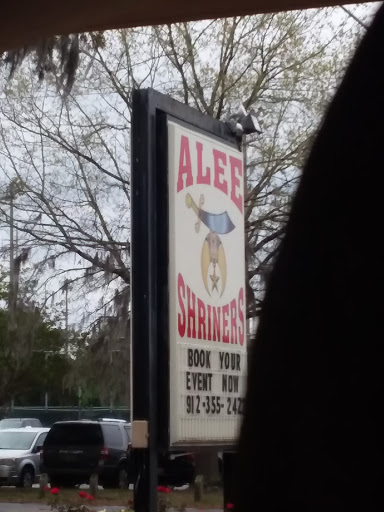 ALEE
SHRINERS
BOOK YOUR
EVENT NOW
912-355-242